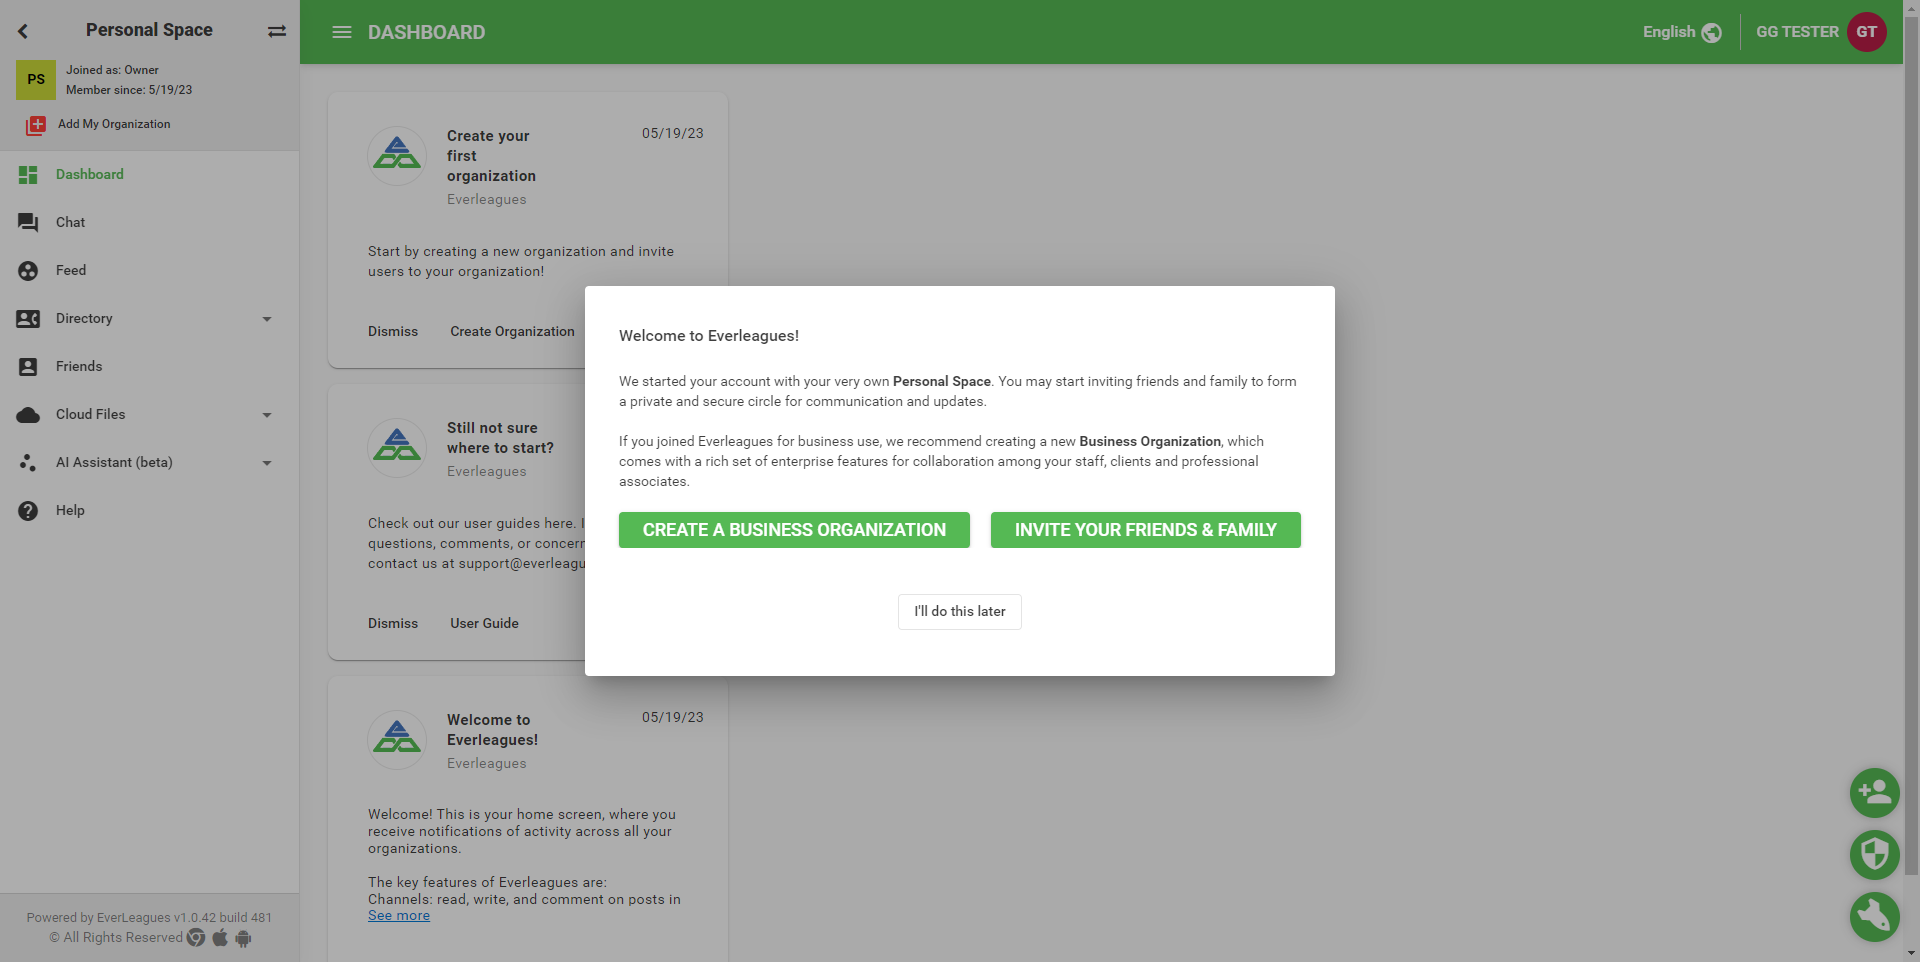 Personal Space
PS
Joined as: Owner
Member since: 5/19/23
Add My Organization
Dashboard
Chat
Feed
Directory
Friends
Cloud Files
AI Assistant (beta)
Help
Powered by EverLeagues v1.0.42 build 481
© All Rights Reserved
DASHBOARD
English
GG TESTER
GT
Create your
first
organization
05/19/23
Everleagues
Start by creating a new organization and invite
users to your organization!
Dismiss
Create Organization
Still not sure
where to start?
Everleagues
Check out our user guides here.
questions, comments, or
contact us at
Dismiss
User Guide
Welcome to
Everleagues!
05/19/23
Everleagues
Welcome! This is your home screen, where you
receive notifications of activity across all your
organizations.
The key features of Everleagues are:
Channels: read, write, and comment on posts in
See more
Welcome to Everleagues!
We started your account with your very own Personal Space. You may start inviting friends and family to form
a private and secure circle for communication and updates.
If you joined Everleagues for business use, we recommend creating a new Business Organization, which
comes with a rich set of enterprise features for collaboration among your staff, clients and professional
associates.
CREATE A BUSINESS ORGANIZATION
INVITE YOUR FRIENDS & FAMILY
I'll do this later